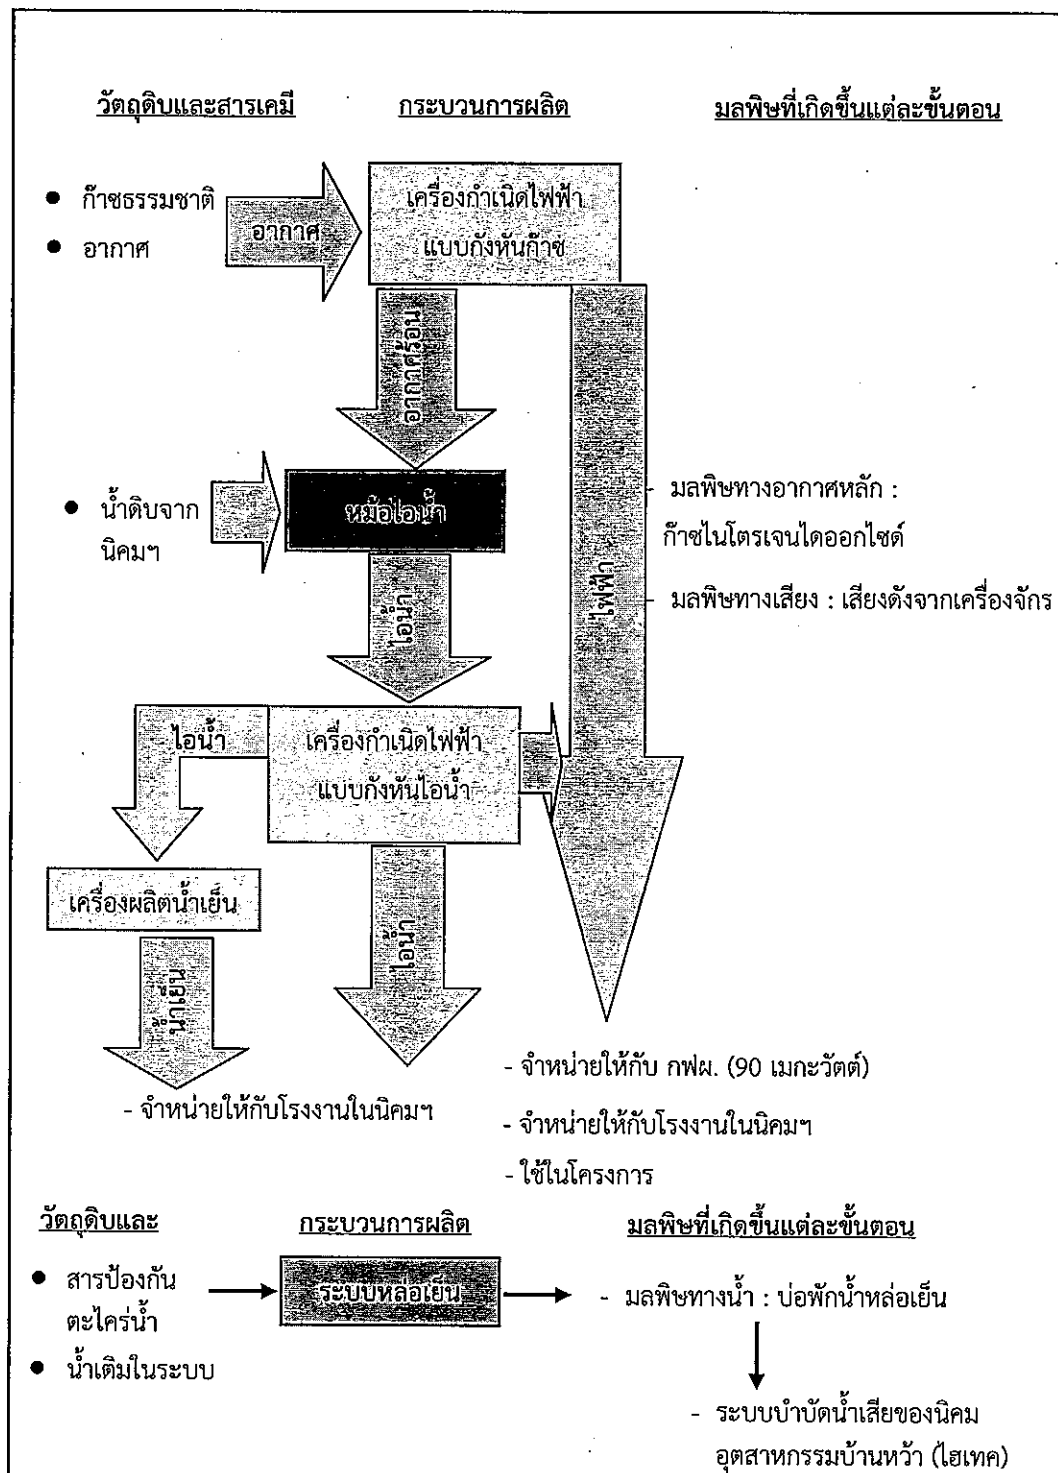 วัตถุดิบและสารเคมี
กระบวนการผลิต
มลพิษที่เกิดขึ้นแต่ละขั้นตอน
● ก๊าซธรรมชาติ
● อากาศ
อากาศ
เครื่องกำเนิดไฟฟ้า
แบบกังหันก๊าซ
อากาศร้อน
● น้ำดิบจาก
นิคมฯ
หม้อไอน้ำ
ไฟฟ้า
- มลพิษทางอากาศหลัก :
ก๊าซไนโตรเจนไดออกไซด์
- มลพิษทางเสียง : เสียงดังจากเครื่องจักร
ไอน้ำ
ไอน้ำ
เครื่องกำเนิดไฟฟ้า
แบบกังหันไอน้ำ
เครื่องผลิตน้ำเย็น
น้ำเย็น
ไอน้ำ
- จำหน่ายให้กับโรงงานในนิคมฯ
- จำหน่ายให้กับ กฟผ. (90 เมกะวัตต์)
- จำหน่ายให้กับโรงงานในนิคมฯ
- ใช้ในโครงการ
วัตถุดิบและ
กระบวนการผลิต
มลพิษที่เกิดขึ้นแต่ละขั้นตอน
● สารป้องกัน
ตะไคร่น้ำ
● น้ำเติมในระบบ
ระบบหล่อเย็น
- มลพิษทางน้ำ : บ่อพักน้ำหล่อเย็น
- ระบบบำบัดน้ำเสียของนิคม
อุตสาหกรรมบ้านหว้า (ไฮเทค)